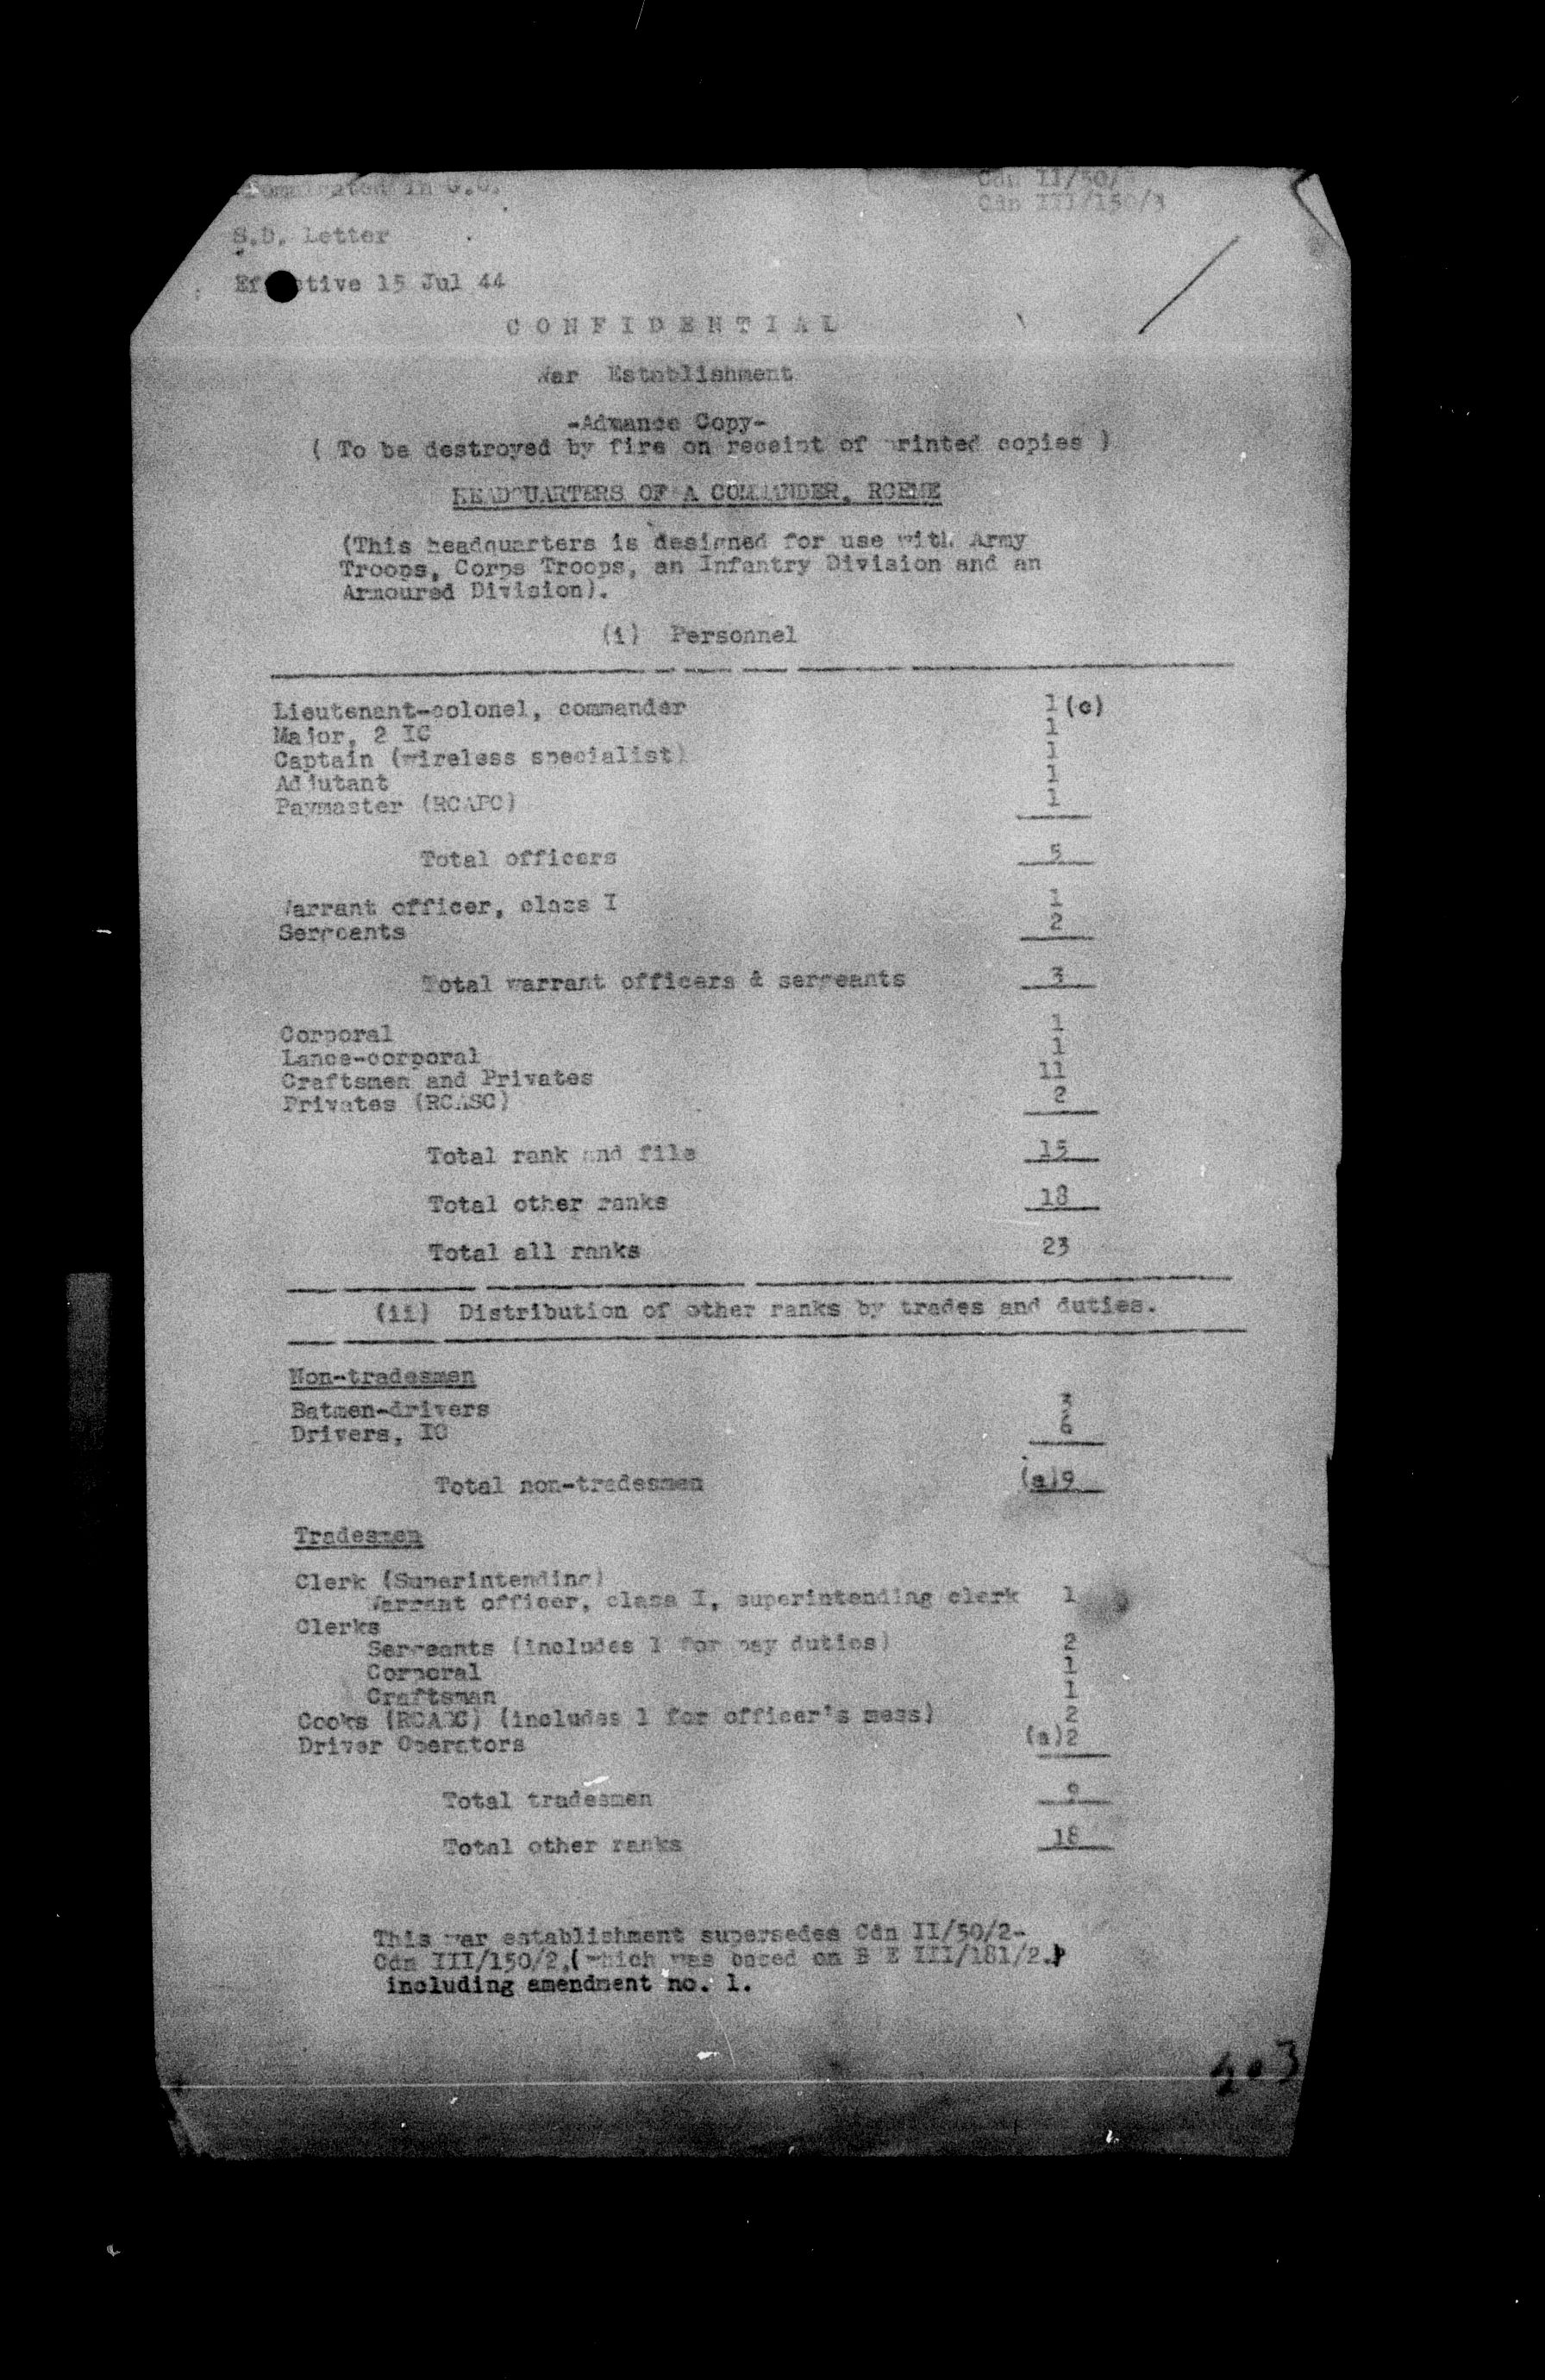 in G.O.
Cdn II/50/
Cdn III/150/3
S.D. Letter
Effective 15 Jul 44
C O N F I D E N T I A L
War Establishment
-Advance Copy-
( To be destroyed by fire on receipt of printed copies )
HEADQUARTERS OF A COMMANDER, RCEME
(This headquarters is designed for use with Army
Troops, Corps Troops, an Infantry Division and an
Armoured Division).
(i) Personnel
Lieutenant-colonel, commander 1(c)
Major, 2 IC 1
Captain (wireless specialist) 1
Adjutant 1
Paymaster (RCAPC) 1
Total officers 5
Warrant officer, class I 1
Sergeants 2
Total warrant officers & sergeants 3
Corporal 1
Lance-corporal 1
Craftsmen and Privates 11
Privates (RCASC) 2
Total rank and file 15
Total other ranks 18
Total all ranks 23
(ii) Distribution of other ranks by trades and duties.
Non-tradesmen
Batmen-drivers 3
Drivers, IC 6
Total non-tradesmen (a)9
Tradesmen
Clerk (Superintending)
Warrant officer, class I, superintending clerk 1
Clerks
Sergeants (includes 1 for pay duties) 2
Corporal 1
Craftsman 1
Cooks (RCASC) (includes 1 for officer's mess) 2
Driver Operators (a)2
Total tradesmen 9
Total other ranks 18
This war establishment supersedes Cdn II/50/2-
Cdn III/150/2,(which was based on B E III/181/2.)
including amendment no. 1.